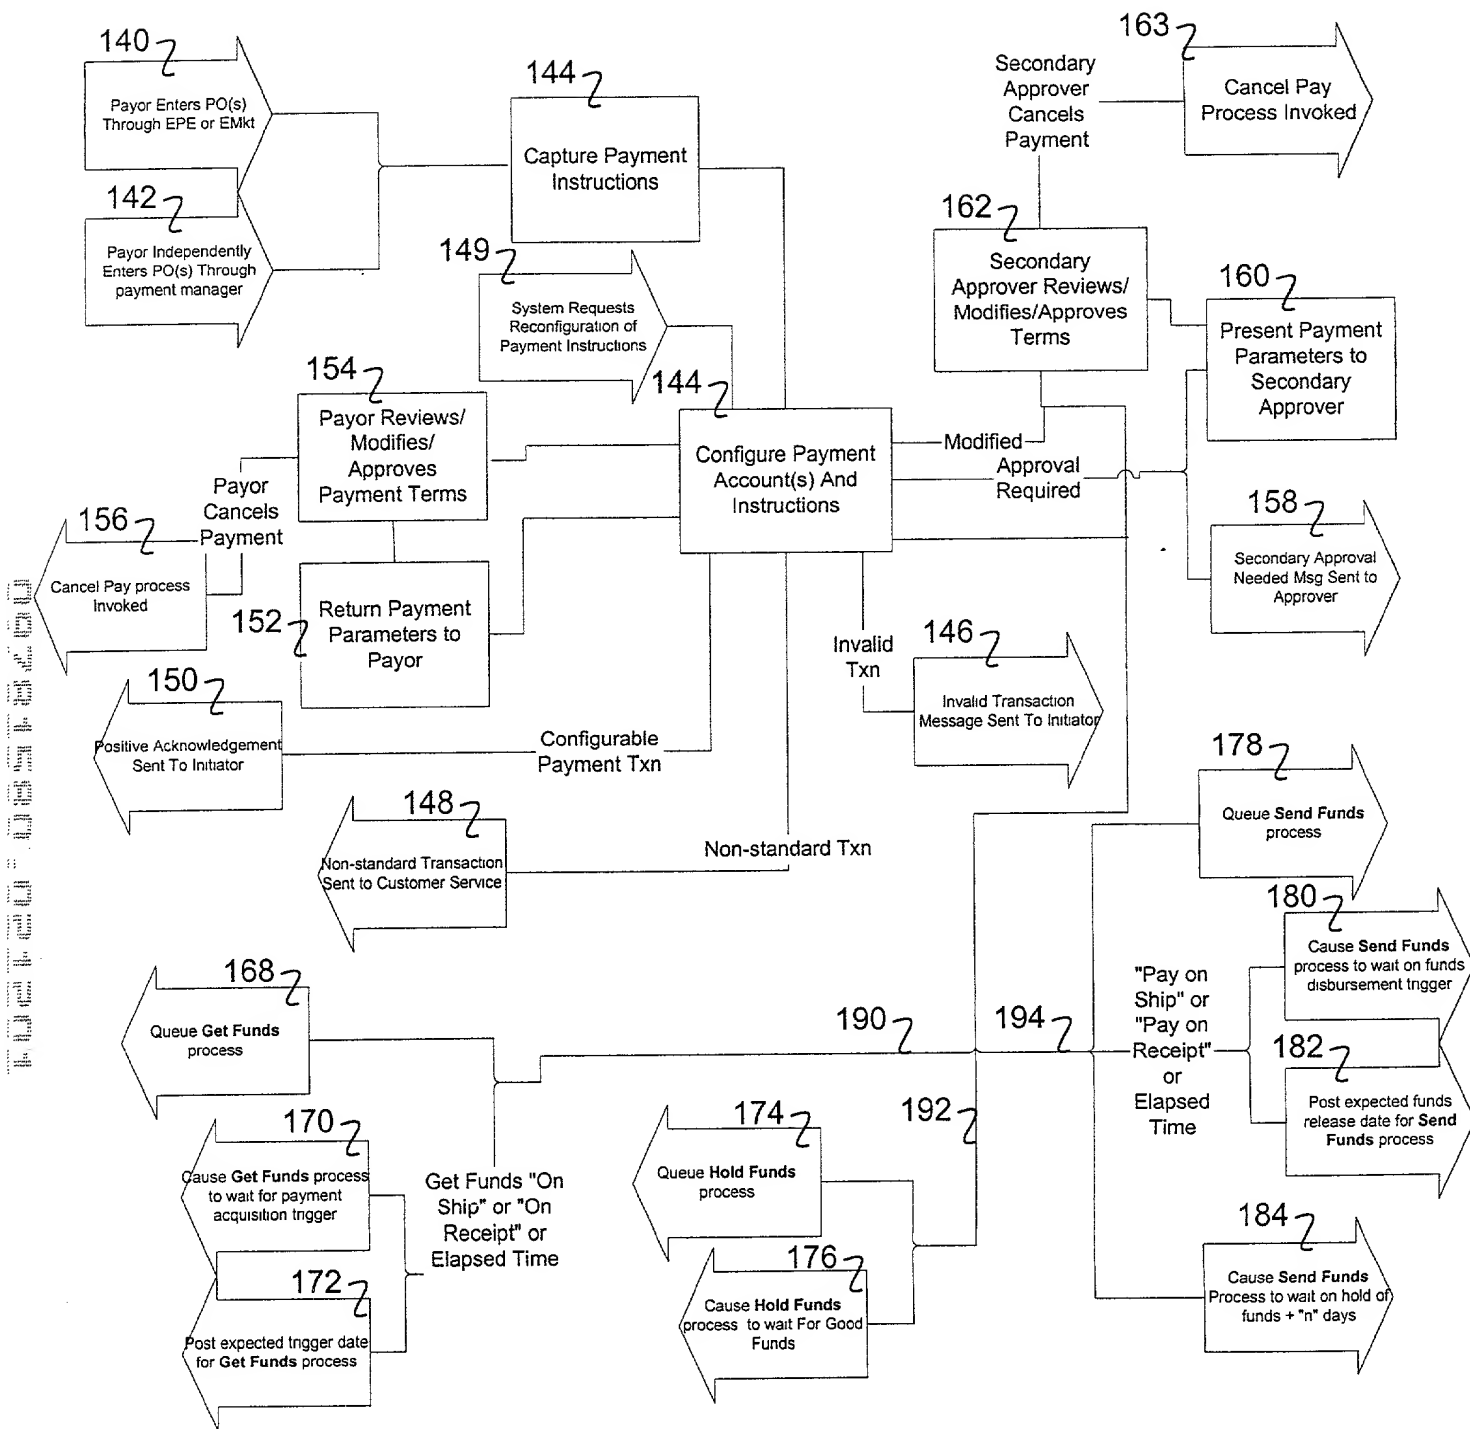 140
Payor Enters PO(s)
Through EPE or EMkt
142
Payor Independently
Enters PO(s) Through
payment manager
144
Capture Payment
Instructions
149
System Requests
Reconfiguration of
Payment Instructions
163
Cancel Pay
Process Invoked
Secondary
Approver
Cancels
Payment
162
Secondary
Approver Reviews/
Modifies/Approves
Terms
160
Present Payment
Parameters to
Secondary
Approver
154
Payor Reviews/
Modifies/
Approves
Payment Terms
144
Configure Payment
Account(s) And
Instructions
Modified
Approval
Required
158
Secondary Approval
Needed Msg Sent to
Approver
Payor
Cancels
Payment
156
Cancel Pay process
Invoked
152
Return Payment
Parameters to
Payor
Invalid
Txn
146
Invalid Transaction
Message Sent To Initiator
150
Positive Acknowledgement
Sent To Initiator
Configurable
Payment Txn
148
Non-standard Transaction
Sent to Customer Service
Non-standard Txn
178
Queue Send Funds
process
180
Cause Send Funds
process to wait on funds
disbursement trigger
"Pay on
Ship" or
"Pay on
Receipt"
or
Elapsed
Time
182
Post expected funds
release date for Send
Funds process
168
Queue Get Funds
process
190
194
192
170
Cause Get Funds process
to wait for payment
acquisition trigger
Get Funds "On
Ship" or "On
Receipt" or
Elapsed Time
172
Post expected trigger date
for Get Funds process
174
Queue Hold Funds
process
176
Cause Hold Funds
process to wait For Good
Funds
184
Cause Send Funds
Process to wait on hold of
funds + "n" days
09781580.021201